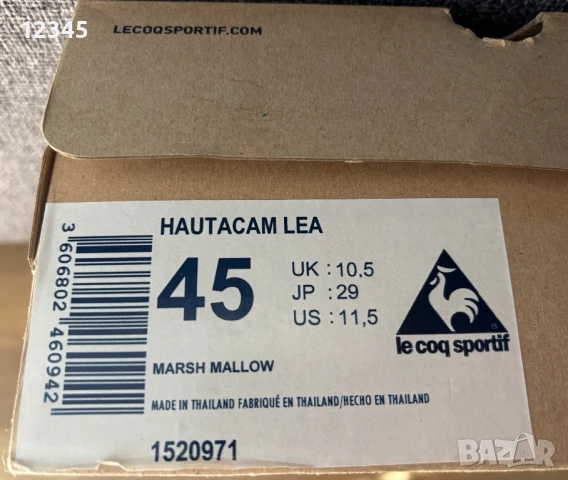 12345
LECOQSPORTIF.COM
HAUTACAM LEA
45
UK : 10,5
JP : 29
US : 11,5
le coq sportif
MARSH MALLOW
MADE IN THAILAND FABRIQUÉ EN THAILAND/HECHO EN THAILAND
1520971
3 606802 460942
BAZAR